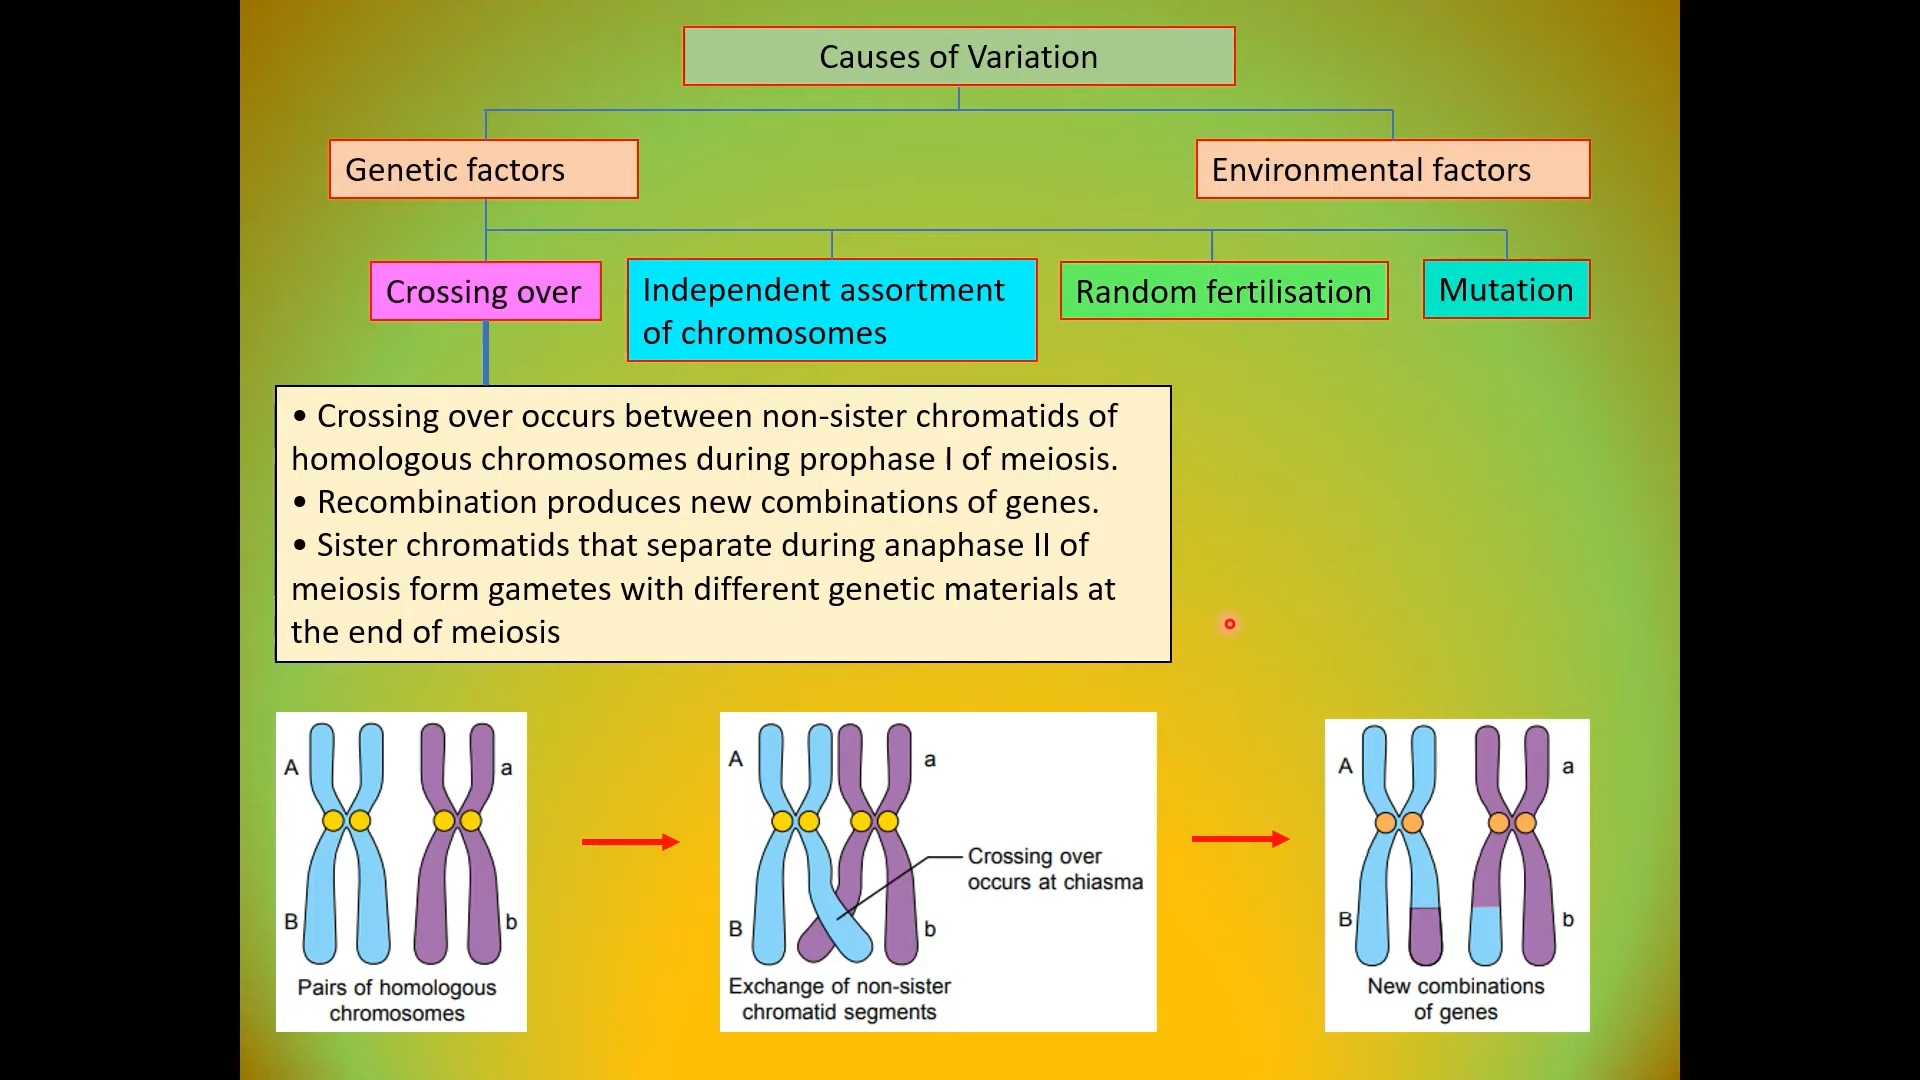 Causes of Variation
Genetic factors
Environmental factors
Crossing over
Independent assortment
of chromosomes
Random fertilisation
Mutation
• Crossing over occurs between non-sister chromatids of
homologous chromosomes during prophase I of meiosis.
• Recombination produces new combinations of genes.
• Sister chromatids that separate during anaphase II of
meiosis form gametes with different genetic materials at
the end of meiosis
A
a
B
b
Pairs of homologous
chromosomes
A
a
Crossing over
occurs at chiasma
B
b
Exchange of non-sister
chromatid segments
A
a
B
b
New combinations
of genes